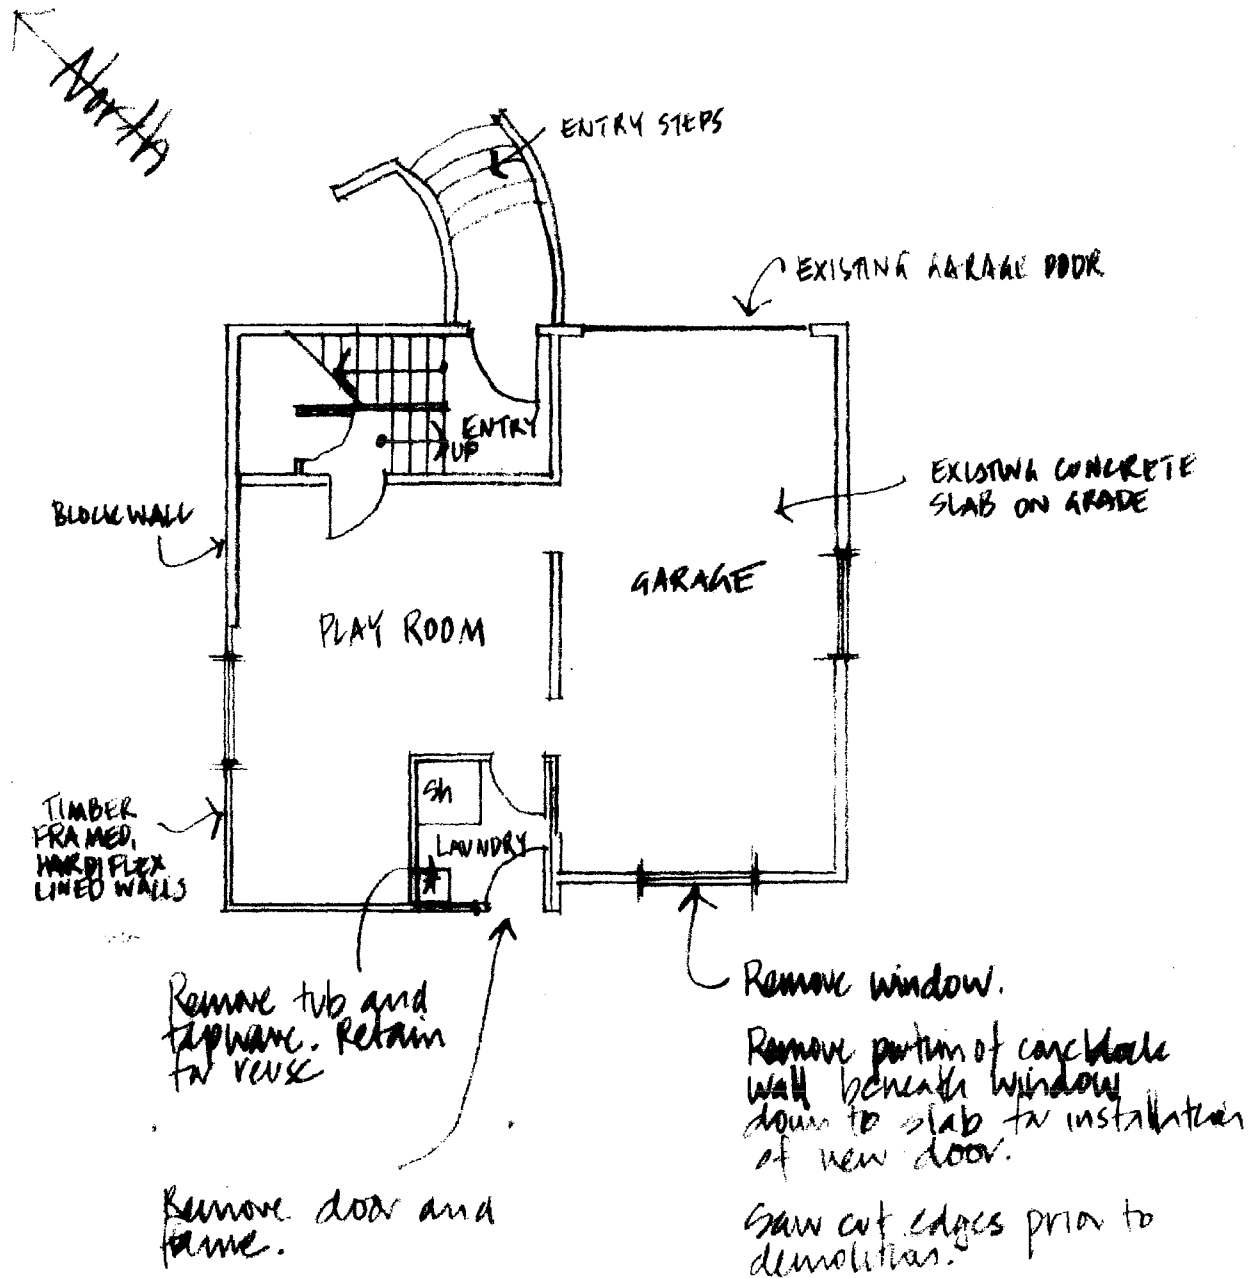 North
ENTRY STEPS
EXISTING GARAGE DOOR
ENTRY
UP
EXISTING CONCRETE
SLAB ON GRADE
BLOCKWALL
GARAGE
PLAY ROOM
Sh
TIMBER
FRAMED,
HARDIFLEX
LINED WALLS
LAUNDRY
Remove tub and
tapware. Retain
for reuse
Remove window.
Remove portion of conc block
wall beneath window
down to slab for installation
of new door.
Saw cut edges prior to
demolition.
Remove door and
frame.